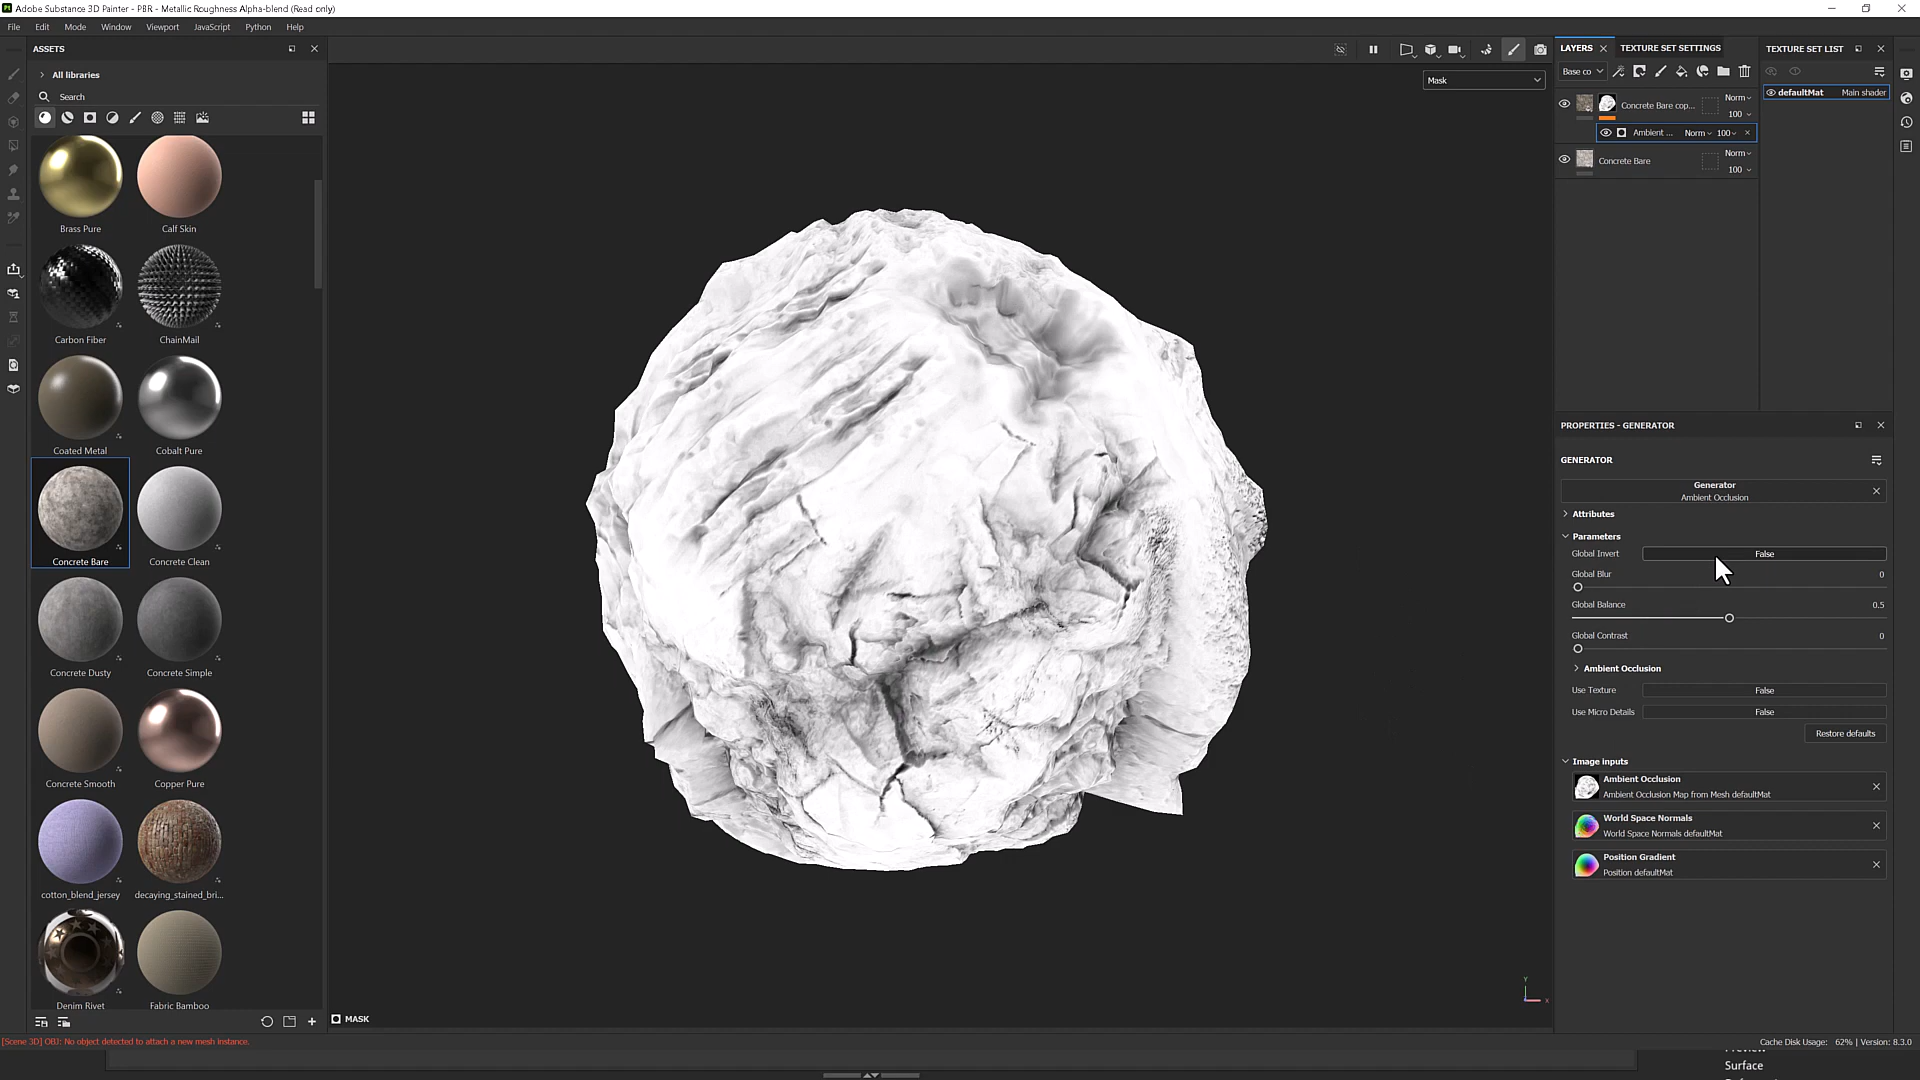 Adobe Substance 3D Painter - PBR - Metallic Roughness Alpha-blend (Read only)
File Edit Mode Window Viewport JavaScript Python Help
ASSETS
All libraries
Search
Brass Pure Calf Skin
Carbon Fiber ChainMail
Coated Metal Cobalt Pure
Concrete Bare Concrete Clean
Concrete Dusty Concrete Simple
Concrete Smooth Copper Pure
cotton_blend_jersey decaying_stained_bri...
Denim Rivet Fabric Bamboo
Mask
MASK
Y
X
LAYERS TEXTURE SET SETTINGS
Base co
Norm
Concrete Bare cop...
100
Ambient ... Norm 100
Norm
Concrete Bare
100
TEXTURE SET LIST
defaultMat Main shader
PROPERTIES - GENERATOR
GENERATOR
Generator
Ambient Occlusion
Attributes
Parameters
Global Invert False
Global Blur 0
Global Balance 0.5
Global Contrast 0
Ambient Occlusion
Use Texture False
Use Micro Details False
Restore defaults
Image inputs
Ambient Occlusion
Ambient Occlusion Map from Mesh defaultMat
World Space Normals
World Space Normals defaultMat
Position Gradient
Position defaultMat
[Scene 3D] OBJ: No object detected to attach a new mesh instance.
Cache Disk Usage: 62% | Version: 8.3.0
Surface